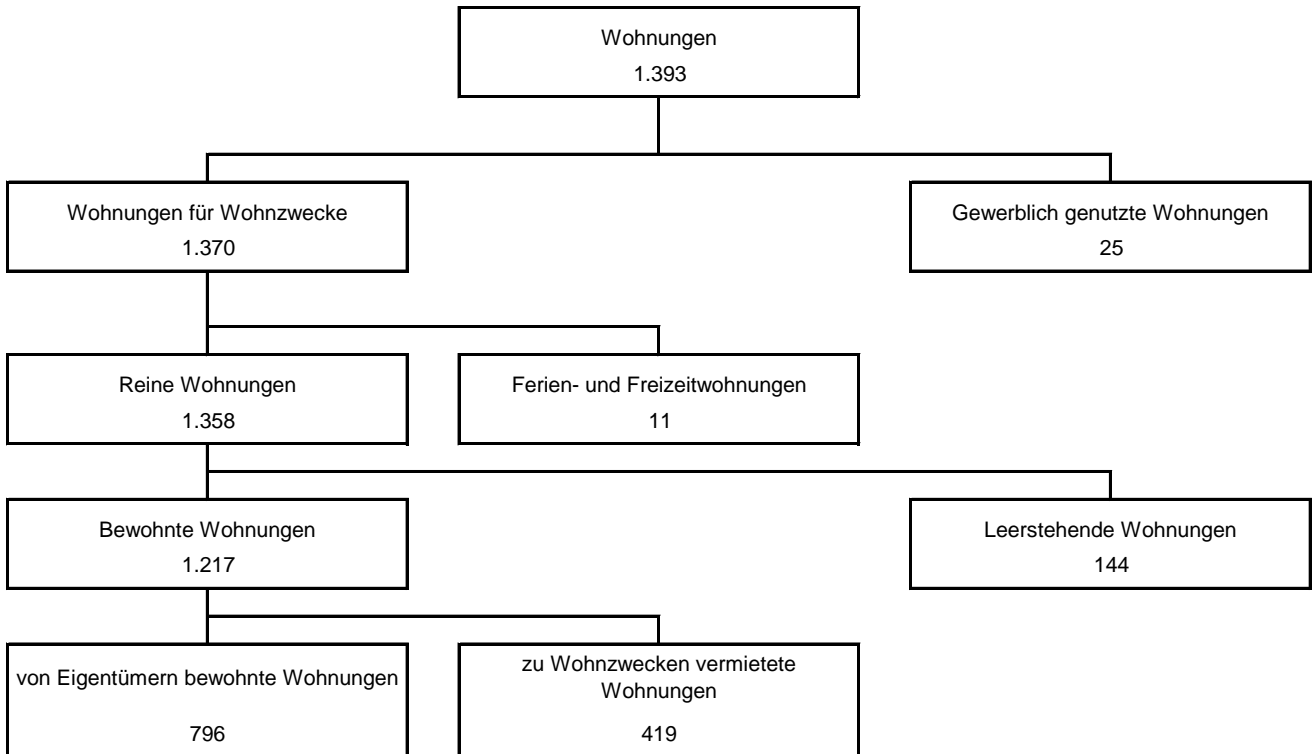 Wohnungen
1.393
Wohnungen für Wohnzwecke
1.370
Gewerblich genutzte Wohnungen
25
Reine Wohnungen
1.358
Ferien- und Freizeitwohnungen
11
Bewohnte Wohnungen
1.217
Leerstehende Wohnungen
144
von Eigentümern bewohnte Wohnungen
796
zu Wohnzwecken vermietete
Wohnungen
419